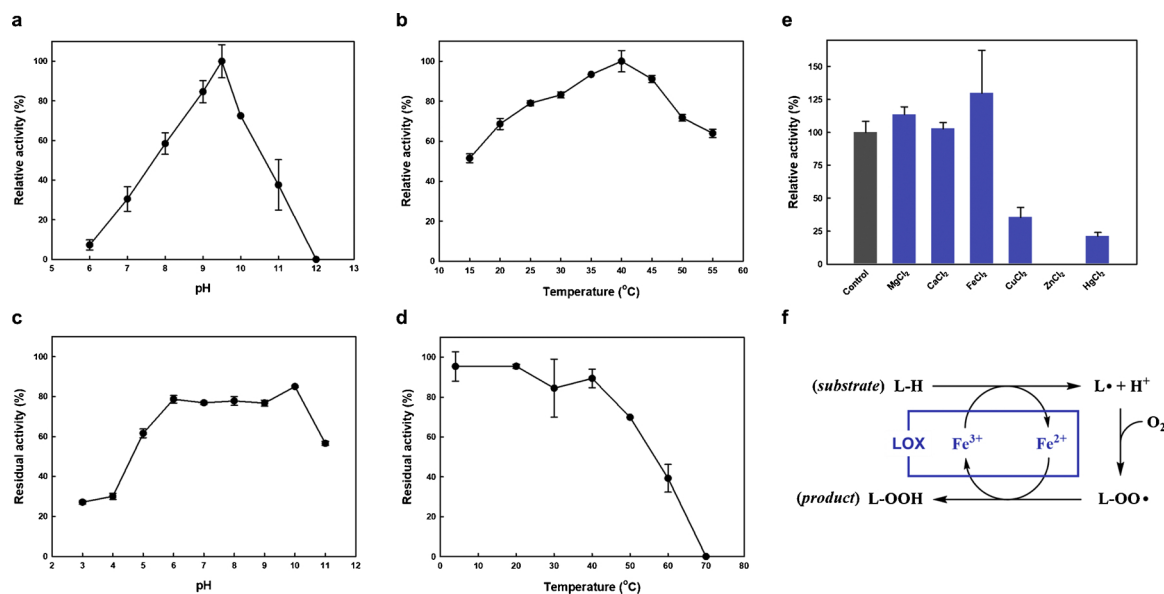 a
Relative activity (%)
100
80
60
40
20
0
5 6 7 8 9 10 11 12 13
pH
b
Relative activity (%)
100
80
60
40
20
0
10 15 20 25 30 35 40 45 50 55 60
Temperature (°C)
e
Relative activity (%)
150
125
100
75
50
25
0
Control MgCl₂ CaCl₂ FeCl₂ CuCl₂ ZnCl₂ HgCl₂
c
Residual activity (%)
100
80
60
40
20
0
2 3 4 5 6 7 8 9 10 11 12
pH
d
Residual activity (%)
100
80
60
40
20
0
0 10 20 30 40 50 60 70 80
Temperature (°C)
f
(substrate) L-H L• + H⁺
O₂
LOX Fe³⁺ Fe²⁺
(product) L-OOH L-OO•